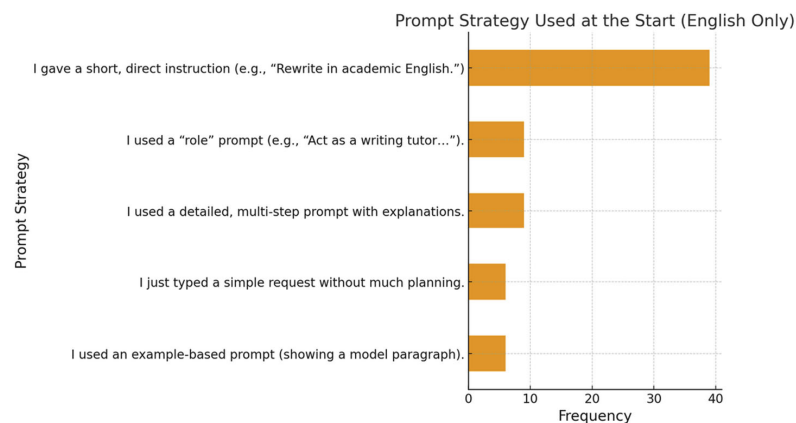 Prompt Strategy Used at the Start (English Only)
I gave a short, direct instruction (e.g., “Rewrite in academic English.”)
I used a “role” prompt (e.g., “Act as a writing tutor…”).
I used a detailed, multi-step prompt with explanations.
I just typed a simple request without much planning.
I used an example-based prompt (showing a model paragraph).
Prompt Strategy
0 10 20 30 40
Frequency